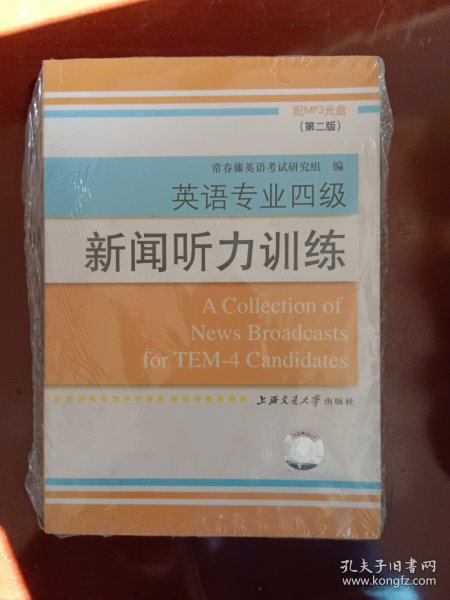 配MP3光盘
(第二版)
常春藤英语考试研究组 编
英语专业四级
新闻听力训练
A Collection of
News Broadcasts
for TEM-4 Candidates
上海交通大学出版社
孔夫子旧书网
www.kongfz.com